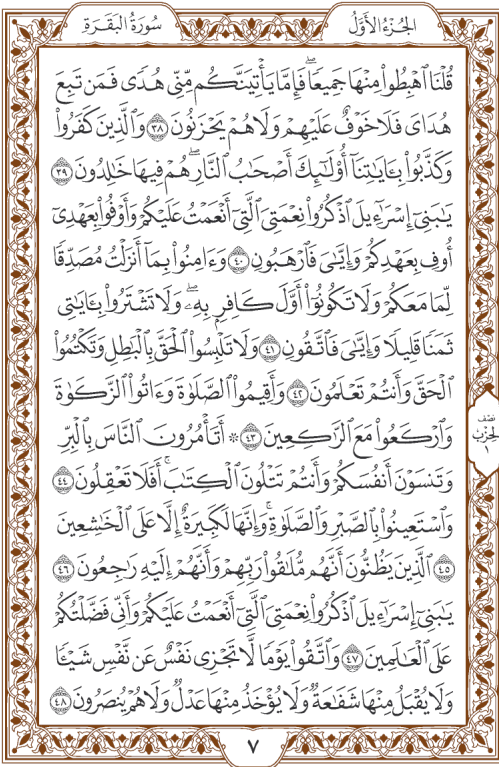 الجُزْءُ الأَوَّلُ
سُورَةُ البَقَرَةِ
قُلْنَا ٱهْبِطُوا۟ مِنْهَا جَمِيعًا ۖ فَإِمَّا يَأْتِيَنَّكُم مِّنِّى هُدًى فَمَن تَبِعَ
هُدَاىَ فَلَا خَوْفٌ عَلَيْهِمْ وَلَا هُمْ يَحْزَنُونَ ٣٨ وَٱلَّذِينَ كَفَرُوا۟
وَكَذَّبُوا۟ بِـَٔايَـٰتِنَآ أُو۟لَـٰٓئِكَ أَصْحَـٰبُ ٱلنَّارِ ۖ هُمْ فِيهَا خَـٰلِدُونَ ٣٩
يَـٰبَنِىٓ إِسْرَٰٓءِيلَ ٱذْكُرُوا۟ نِعْمَتِىَ ٱلَّتِىٓ أَنْعَمْتُ عَلَيْكُمْ وَأَوْفُوا۟ بِعَهْدِىٓ
أُوفِ بِعَهْدِكُمْ وَإِيَّـٰىَ فَٱرْهَبُونِ ٤٠ وَءَامِنُوا۟ بِمَآ أَنزَلْتُ مُصَدِّقًا
لِّمَا مَعَكُمْ وَلَا تَكُونُوٓا۟ أَوَّلَ كَافِرٍۭ بِهِۦ ۖ وَلَا تَشْتَرُوا۟ بِـَٔايَـٰتِى
ثَمَنًا قَلِيلًا وَإِيَّـٰىَ فَٱتَّقُونِ ٤١ وَلَا تَلْبِسُوا۟ ٱلْحَقَّ بِٱلْبَـٰطِلِ وَتَكْتُمُوا۟
ٱلْحَقَّ وَأَنتُمْ تَعْلَمُونَ ٤٢ وَأَقِيمُوا۟ ٱلصَّلَوٰةَ وَءَاتُوا۟ ٱلزَّكَوٰةَ
وَٱرْكَعُوا۟ مَعَ ٱلرَّٰكِعِينَ ٤٣ ۞ أَتَأْمُرُونَ ٱلنَّاسَ بِٱلْبِرِّ
نِصْف
الحِزْب
١
وَتَنسَوْنَ أَنفُسَكُمْ وَأَنتُمْ تَتْلُونَ ٱلْكِتَـٰبَ ۚ أَفَلَا تَعْقِلُونَ ٤٤
وَٱسْتَعِينُوا۟ بِٱلصَّبْرِ وَٱلصَّلَوٰةِ ۚ وَإِنَّهَا لَكَبِيرَةٌ إِلَّا عَلَى ٱلْخَـٰشِعِينَ
٤٥ ٱلَّذِينَ يَظُنُّونَ أَنَّهُم مُّلَـٰقُوا۟ رَبِّهِمْ وَأَنَّهُمْ إِلَيْهِ رَٰجِعُونَ ٤٦
يَـٰبَنِىٓ إِسْرَٰٓءِيلَ ٱذْكُرُوا۟ نِعْمَتِىَ ٱلَّتِىٓ أَنْعَمْتُ عَلَيْكُمْ وَأَنِّى فَضَّلْتُكُمْ
عَلَى ٱلْعَـٰلَمِينَ ٤٧ وَٱتَّقُوا۟ يَوْمًا لَّا تَجْزِى نَفْسٌ عَن نَّفْسٍ شَيْـًٔا
وَلَا يُقْبَلُ مِنْهَا شَفَـٰعَةٌ وَلَا يُؤْخَذُ مِنْهَا عَدْلٌ وَلَا هُمْ يُنصَرُونَ ٤٨
٧